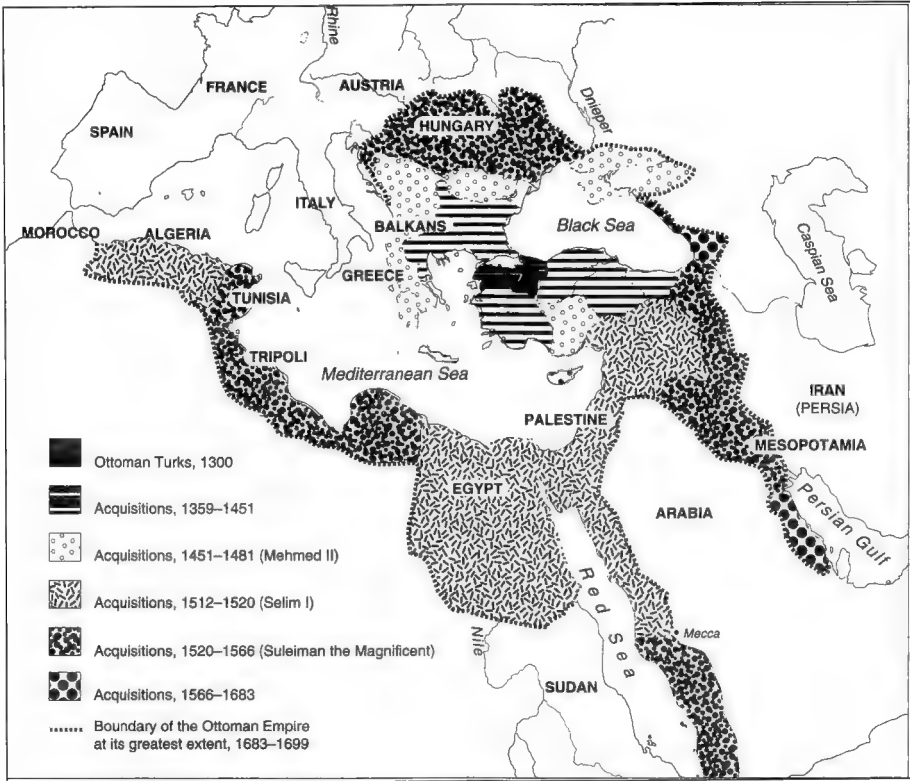 Rhine
FRANCE
AUSTRIA
Dnieper
SPAIN
HUNGARY
ITALY
MOROCCO
ALGERIA
BALKANS
Black Sea
Caspian Sea
GREECE
TUNISIA
TRIPOLI
Mediterranean Sea
IRAN
(PERSIA)
PALESTINE
MESOPOTAMIA
Ottoman Turks, 1300
Acquisitions, 1359–1451
EGYPT
ARABIA
Persian Gulf
Acquisitions, 1451–1481 (Mehmed II)
Acquisitions, 1512–1520 (Selim I)
Red Sea
Nile
Mecca
Acquisitions, 1520–1566 (Suleiman the Magnificent)
Acquisitions, 1566–1683
SUDAN
Boundary of the Ottoman Empire
at its greatest extent, 1683–1699